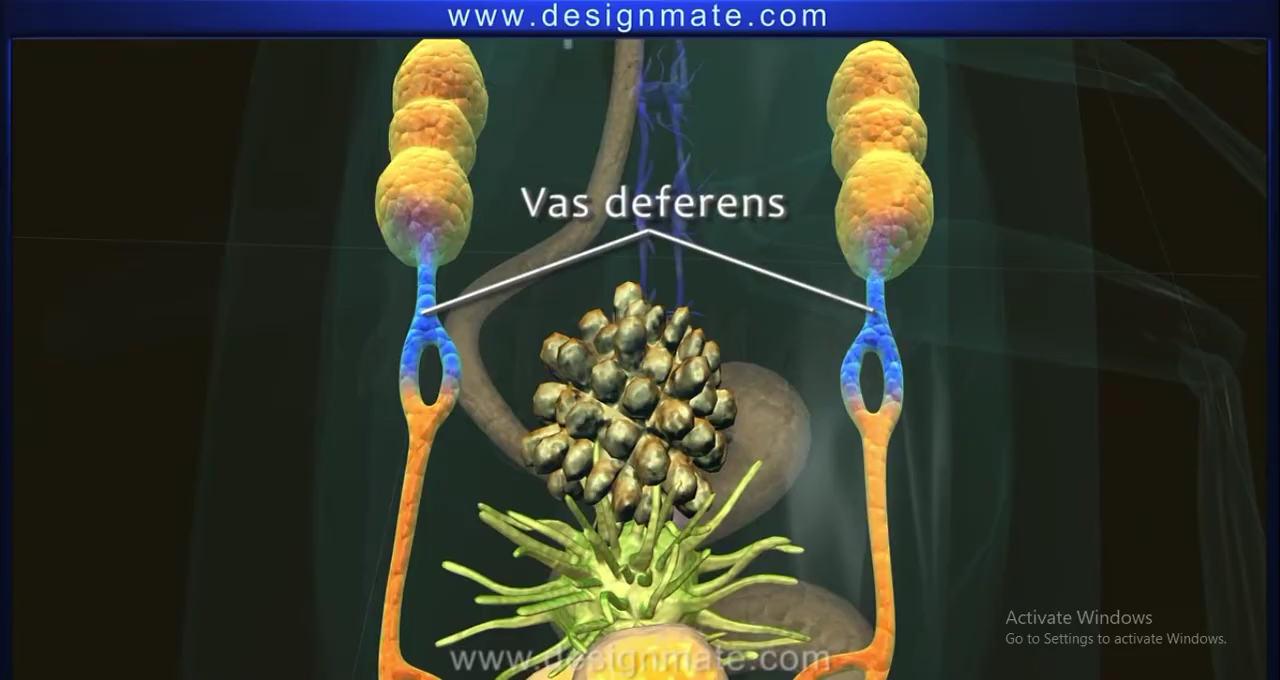 www.designmate.com
Vas deferens
Activate Windows
Go to Settings to activate Windows.
www.designmate.com